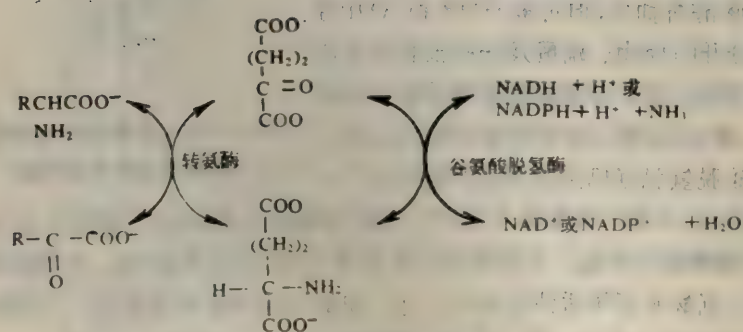 COO⁻
(CH₂)₂
C=O
COO
RCHCOO⁻
NH₂
NADH + H⁺ 或
NADPH + H⁺ + NH₃
转氨酶
谷氨酸脱氢酶
R-C-COO⁻
O
COO
(CH₂)₂
H-C-NH₂
COO⁻
NAD⁺或NADP⁺ + H₂O